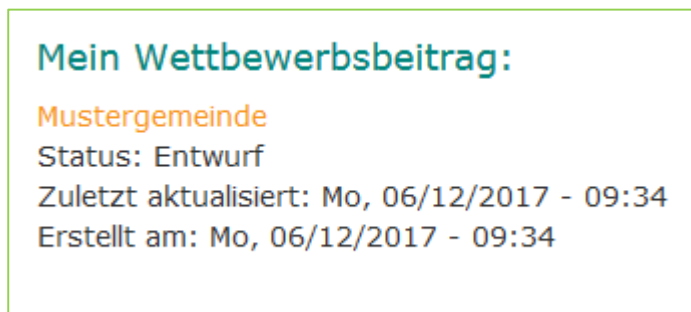 Mein Wettbewerbsbeitrag:
Mustergemeinde
Status: Entwurf
Zuletzt aktualisiert: Mo, 06/12/2017 - 09:34
Erstellt am: Mo, 06/12/2017 - 09:34